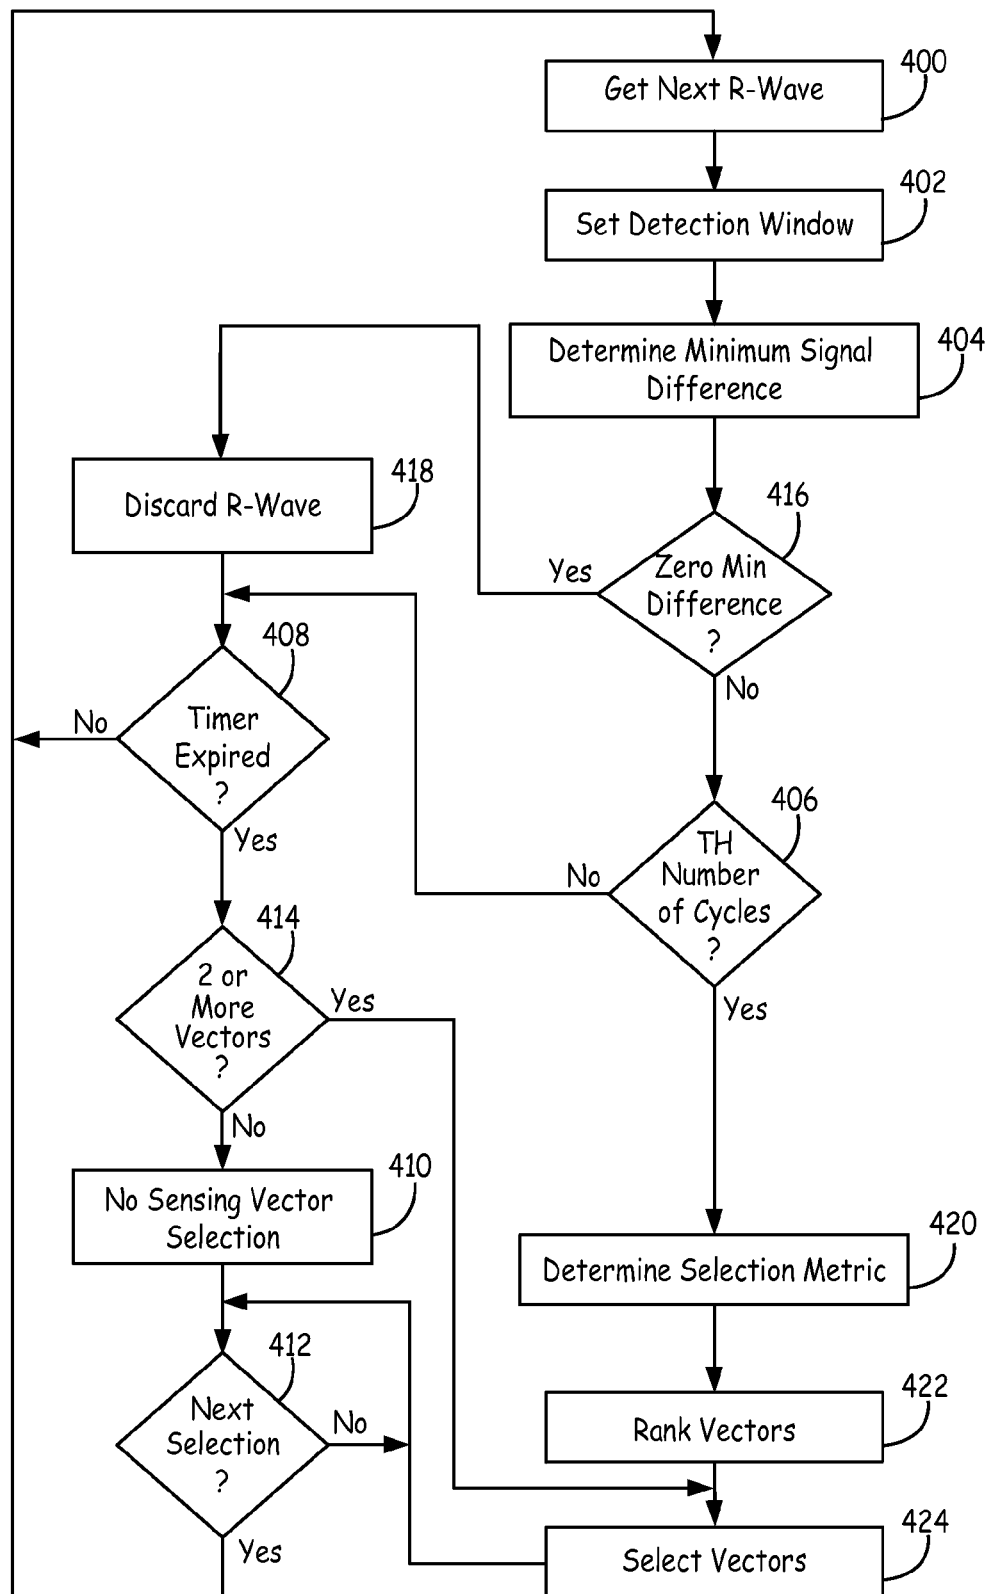 400
Get Next R-Wave
402
Set Detection Window
404
Determine Minimum Signal
Difference
418
Discard R-Wave
416
Yes
Zero Min
Difference
?
No
408
No
Timer
Expired
?
Yes
406
No
TH
Number
of Cycles
?
Yes
414
2 or
More
Vectors
?
Yes
No
410
No Sensing Vector
Selection
420
Determine Selection Metric
412
Next
Selection
?
No
Yes
422
Rank Vectors
424
Select Vectors